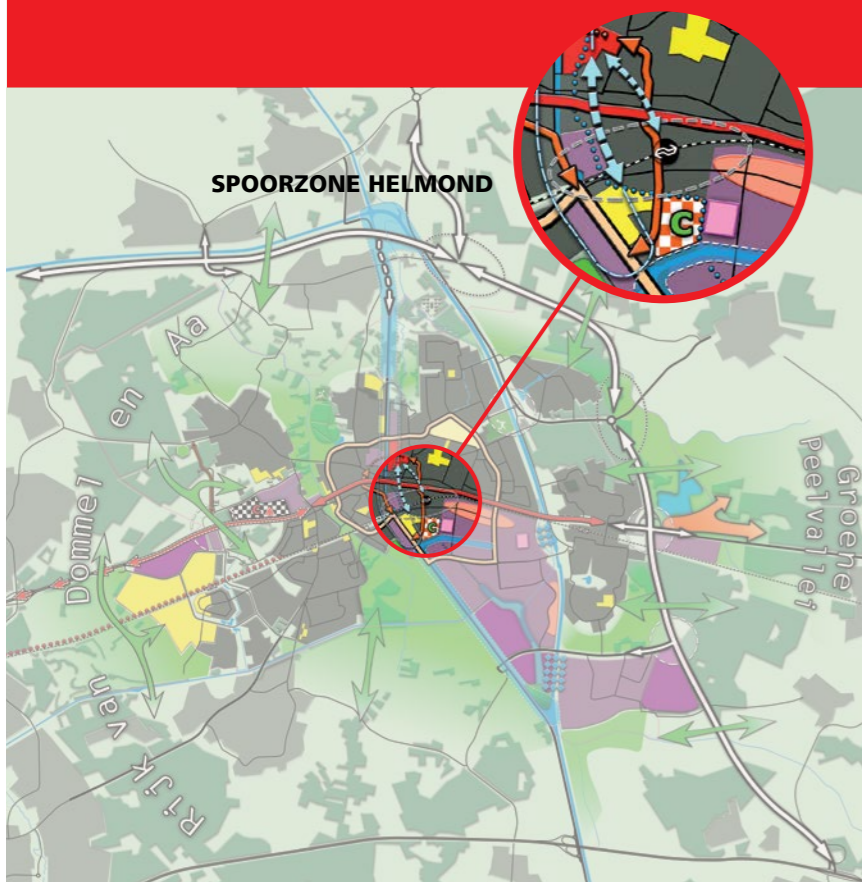 SPOORZONE HELMOND
C
Rijk van Dommel en Aa
Groene
Peelvallei
C